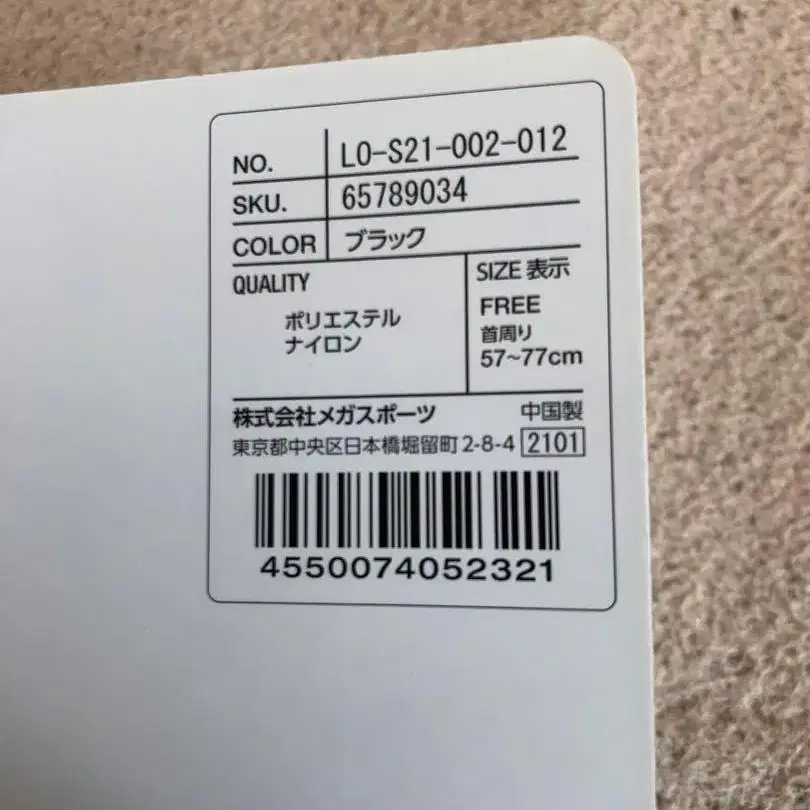 NO. LO-S21-002-012
SKU. 65789034
COLOR ブラック
QUALITY
ポリエステル
ナイロン
SIZE 表示
FREE
首周り
57~77cm
株式会社メガスポーツ 中国製
東京都中央区日本橋堀留町2-8-4 2101
4550074052321